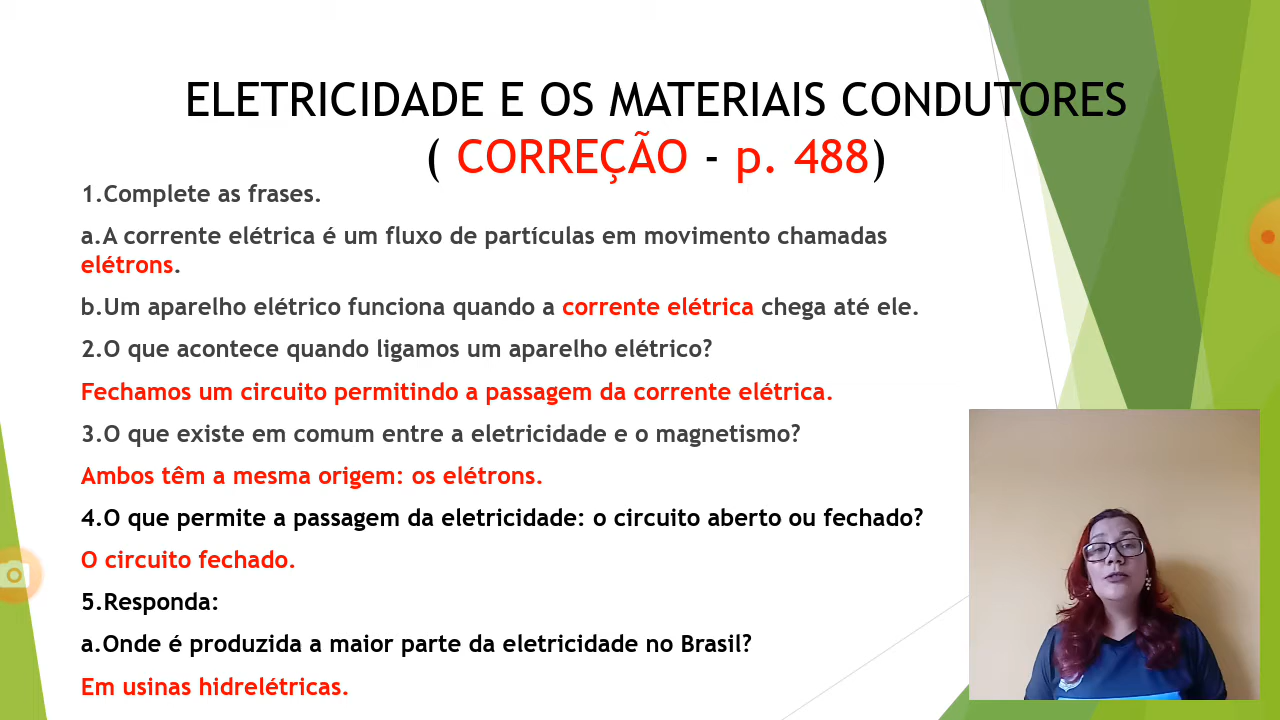 ELETRICIDADE E OS MATERIAIS CONDUTORES
( CORREÇÃO - p. 488)
1.Complete as frases.
a.A corrente elétrica é um fluxo de partículas em movimento chamadas
elétrons.
b.Um aparelho elétrico funciona quando a corrente elétrica chega até ele.
2.O que acontece quando ligamos um aparelho elétrico?
Fechamos um circuito permitindo a passagem da corrente elétrica.
3.O que existe em comum entre a eletricidade e o magnetismo?
Ambos têm a mesma origem: os elétrons.
4.O que permite a passagem da eletricidade: o circuito aberto ou fechado?
O circuito fechado.
5.Responda:
a.Onde é produzida a maior parte da eletricidade no Brasil?
Em usinas hidrelétricas.